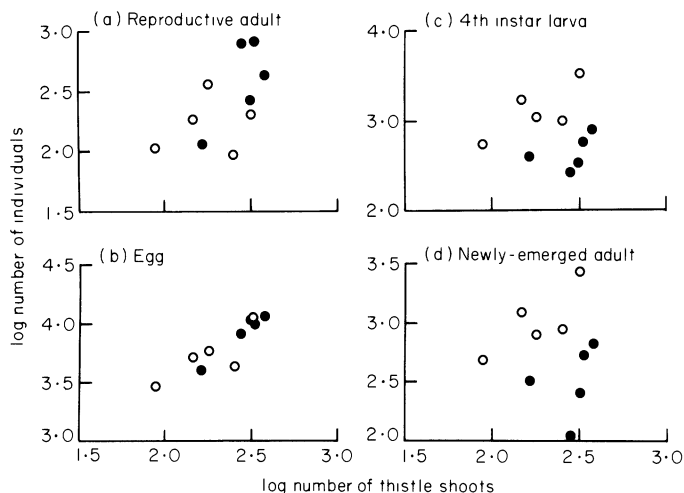 (a) Reproductive adult
3·0
2·5
2·0
1·5
(c) 4th instar larva
4·0
3·0
2·0
log number of individuals
(b) Egg
4·5
4·0
3·5
3·0
1·5 2·0 2·5 3·0
(d) Newly-emerged adult
3·5
3·0
2·5
2·0
1·5 2·0 2·5 3·0
log number of thistle shoots